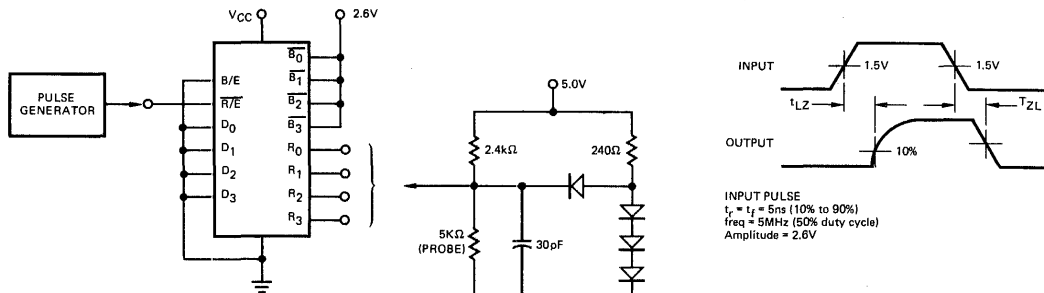 VCC
2.6V
PULSE
GENERATOR
B/E
R/E
D0
D1
D2
D3
B0
B1
B2
B3
R0
R1
R2
R3
5.0V
2.4kΩ
240Ω
5KΩ
(PROBE)
30pF
INPUT
1.5V
1.5V
tLZ
TZL
OUTPUT
10%
INPUT PULSE
tr = tf = 5ns (10% to 90%)
freq = 5MHz (50% duty cycle)
Amplitude = 2.6V